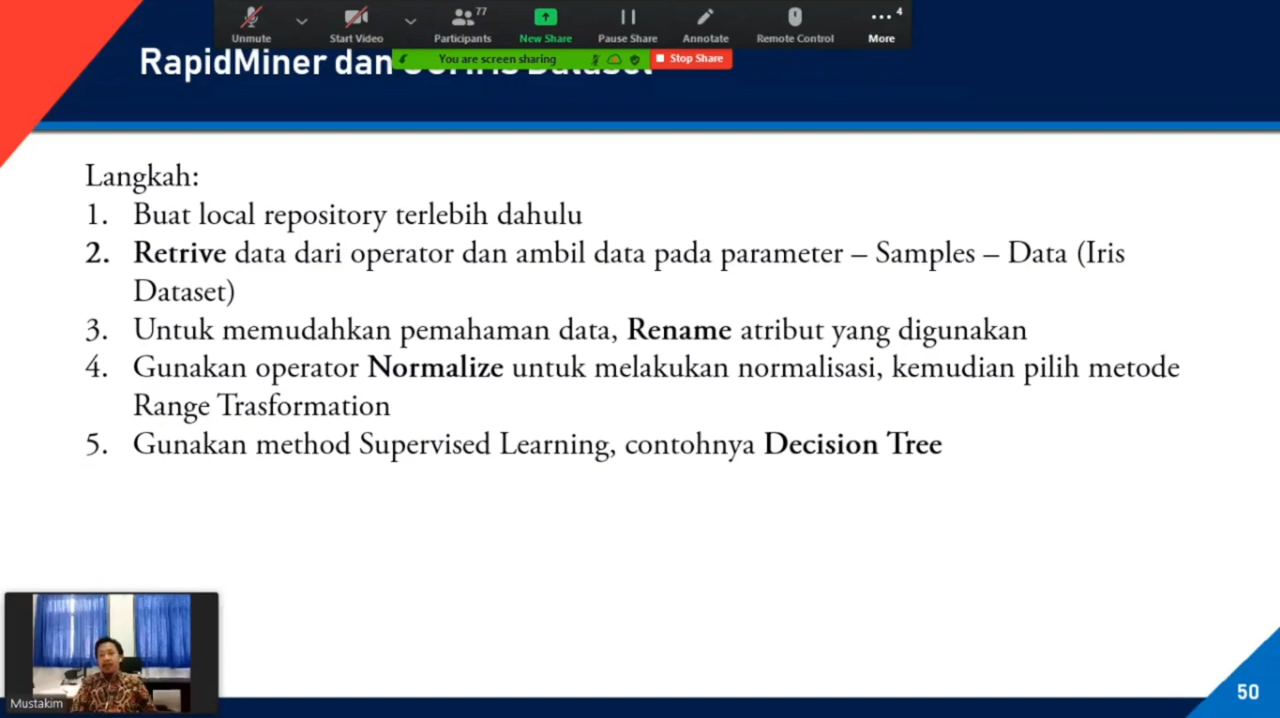 77
4
Unmute
Start Video
Participants
New Share
Pause Share
Annotate
Remote Control
More
You are screen sharing
Stop Share
RapidMiner dan Dataset
Langkah:
1. Buat local repository terlebih dahulu
2. Retrive data dari operator dan ambil data pada parameter – Samples – Data (Iris
Dataset)
3. Untuk memudahkan pemahaman data, Rename atribut yang digunakan
4. Gunakan operator Normalize untuk melakukan normalisasi, kemudian pilih metode
Range Trasformation
5. Gunakan method Supervised Learning, contohnya Decision Tree
Mustakim
50